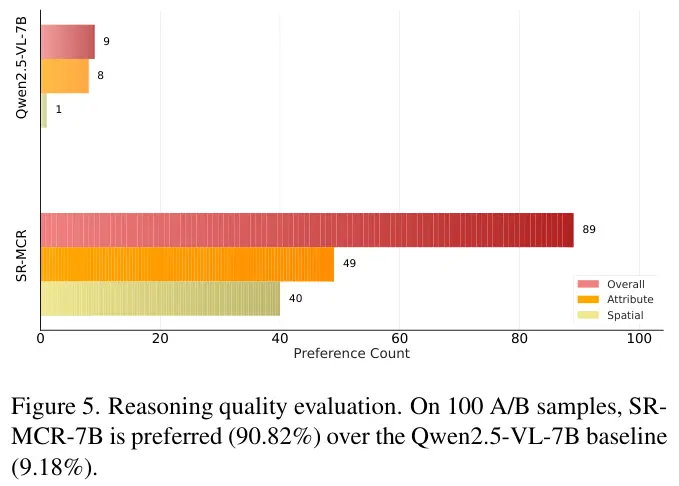 Qwen2.5-VL-7B
9
8
1
SR-MCR
89
49
40
Overall
Attribute
Spatial
0 20 40 60 80 100
Preference Count
Figure 5. Reasoning quality evaluation. On 100 A/B samples, SR-
MCR-7B is preferred (90.82%) over the Qwen2.5-VL-7B baseline
(9.18%).